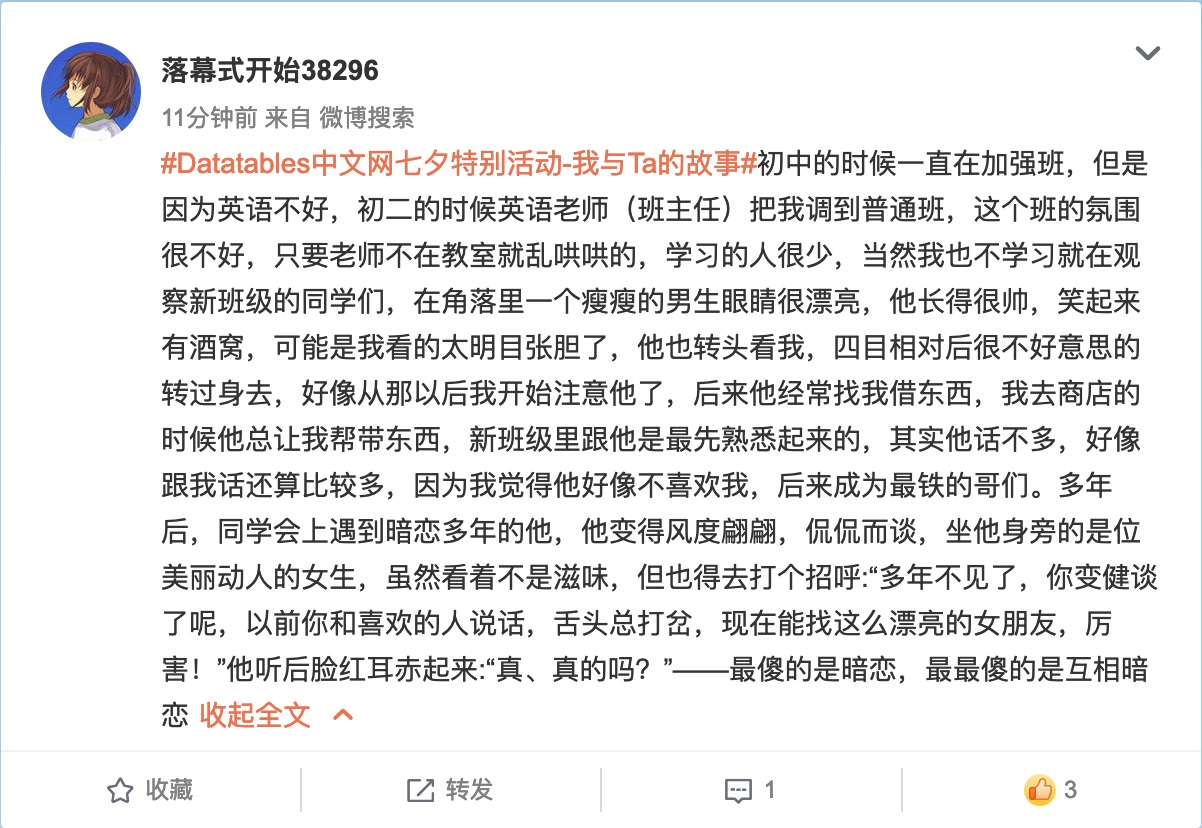 落幕式开始38296
11分钟前 来自 微博搜索
#Datatables中文网七夕特别活动-我与Ta的故事#初中的时候一直在加强班，但是
因为英语不好，初二的时候英语老师（班主任）把我调到普通班，这个班的氛围
很不好，只要老师不在教室就乱哄哄的，学习的人很少，当然我也不学习就在观
察新班级的同学们，在角落里一个瘦瘦的男生眼睛很漂亮，他长得很帅，笑起来
有酒窝，可能是我看的太明目张胆了，他也转头看我，四目相对后很不好意思的
转过身去，好像从那以后我开始注意他了，后来他经常找我借东西，我去商店的
时候他总让我帮带东西，新班级里跟他是最先熟悉起来的，其实他话不多，好像
跟我话还算比较多，因为我觉得他好像不喜欢我，后来成为最铁的哥们。多年
后，同学会上遇到暗恋多年的他，他变得风度翩翩，侃侃而谈，坐他身旁的是位
美丽动人的女生，虽然看着不是滋味，但也得去打个招呼:“多年不见了，你变健谈
了呢，以前你和喜欢的人说话，舌头总打岔，现在能找这么漂亮的女朋友，厉
害！”他听后脸红耳赤起来:“真、真的吗？”——最傻的是暗恋，最最傻的是互相暗
恋 收起全文
收藏 转发 1 3